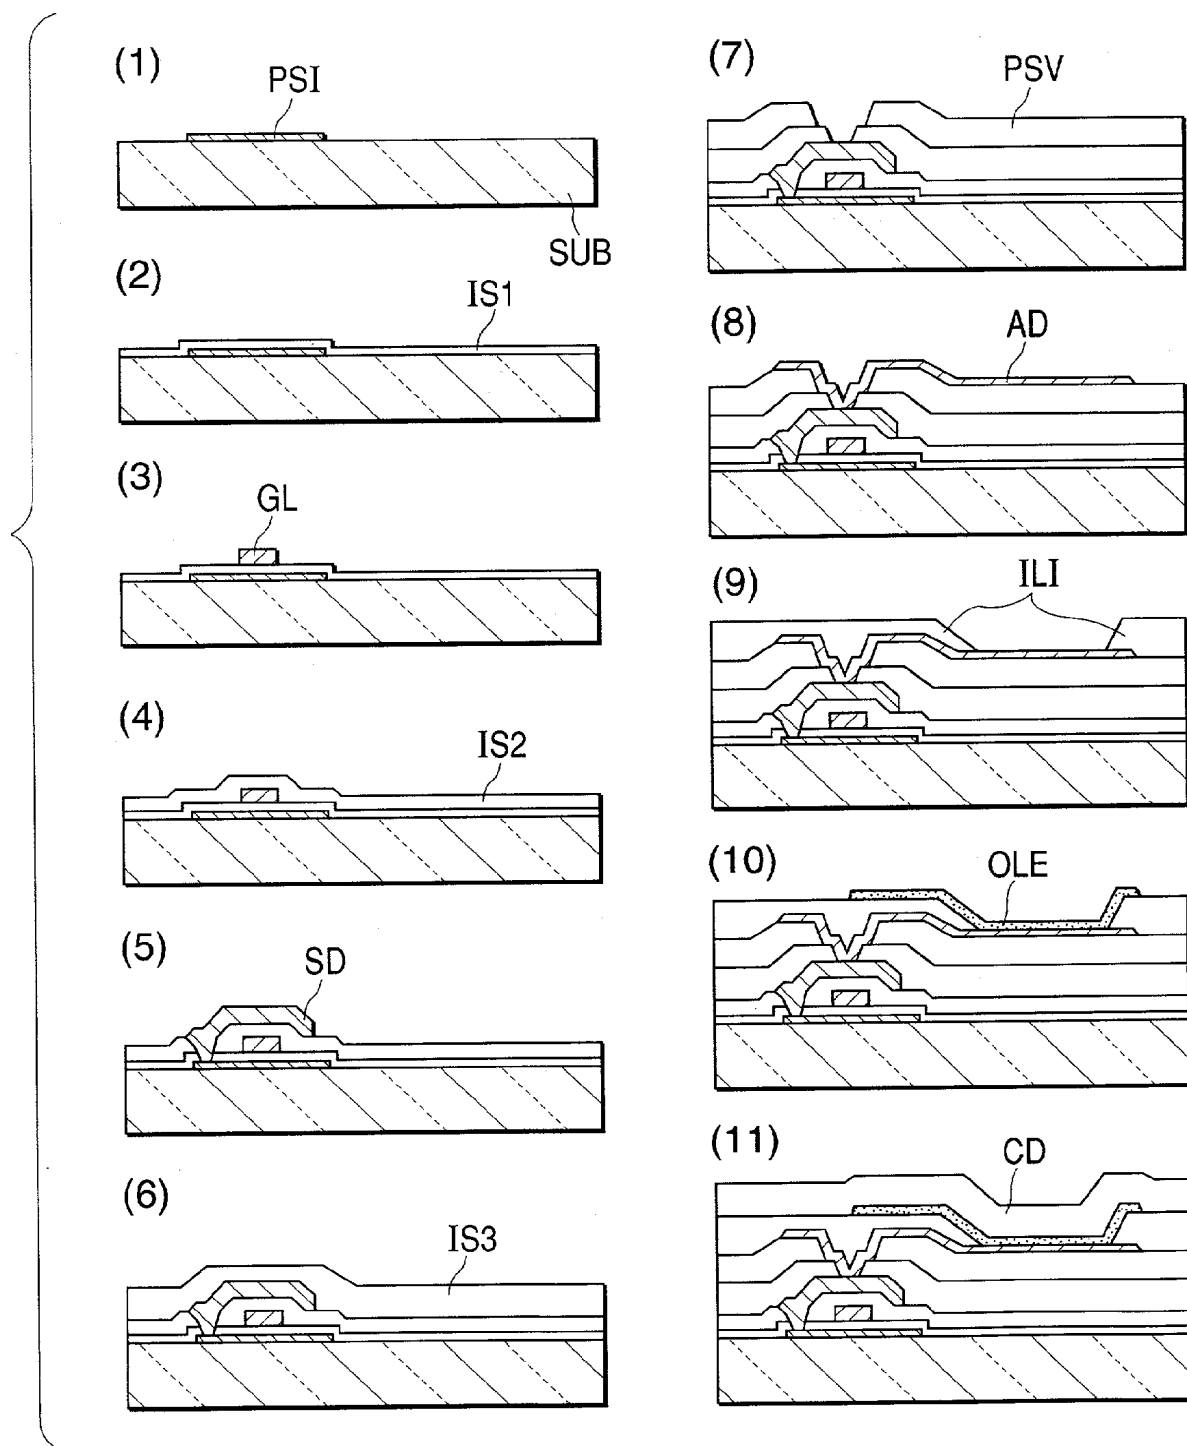 (1)
PSI
SUB
(2)
IS1
(3)
GL
(4)
IS2
(5)
SD
(6)
IS3
(7)
PSV
(8)
AD
(9)
ILI
(10)
OLE
(11)
CD